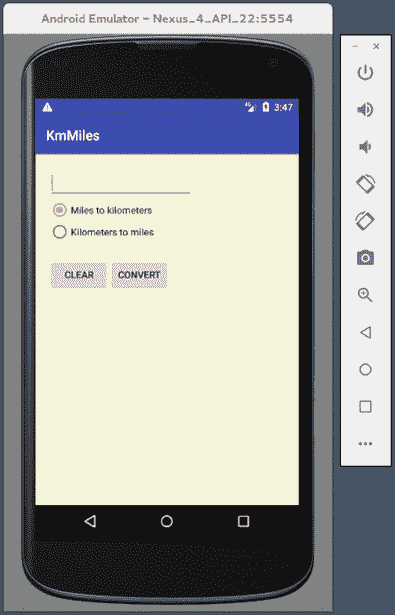 Android Emulator - Nexus_4_API_22:5554
3:47
KmMiles
Miles to kilometers
Kilometers to miles
CLEAR CONVERT